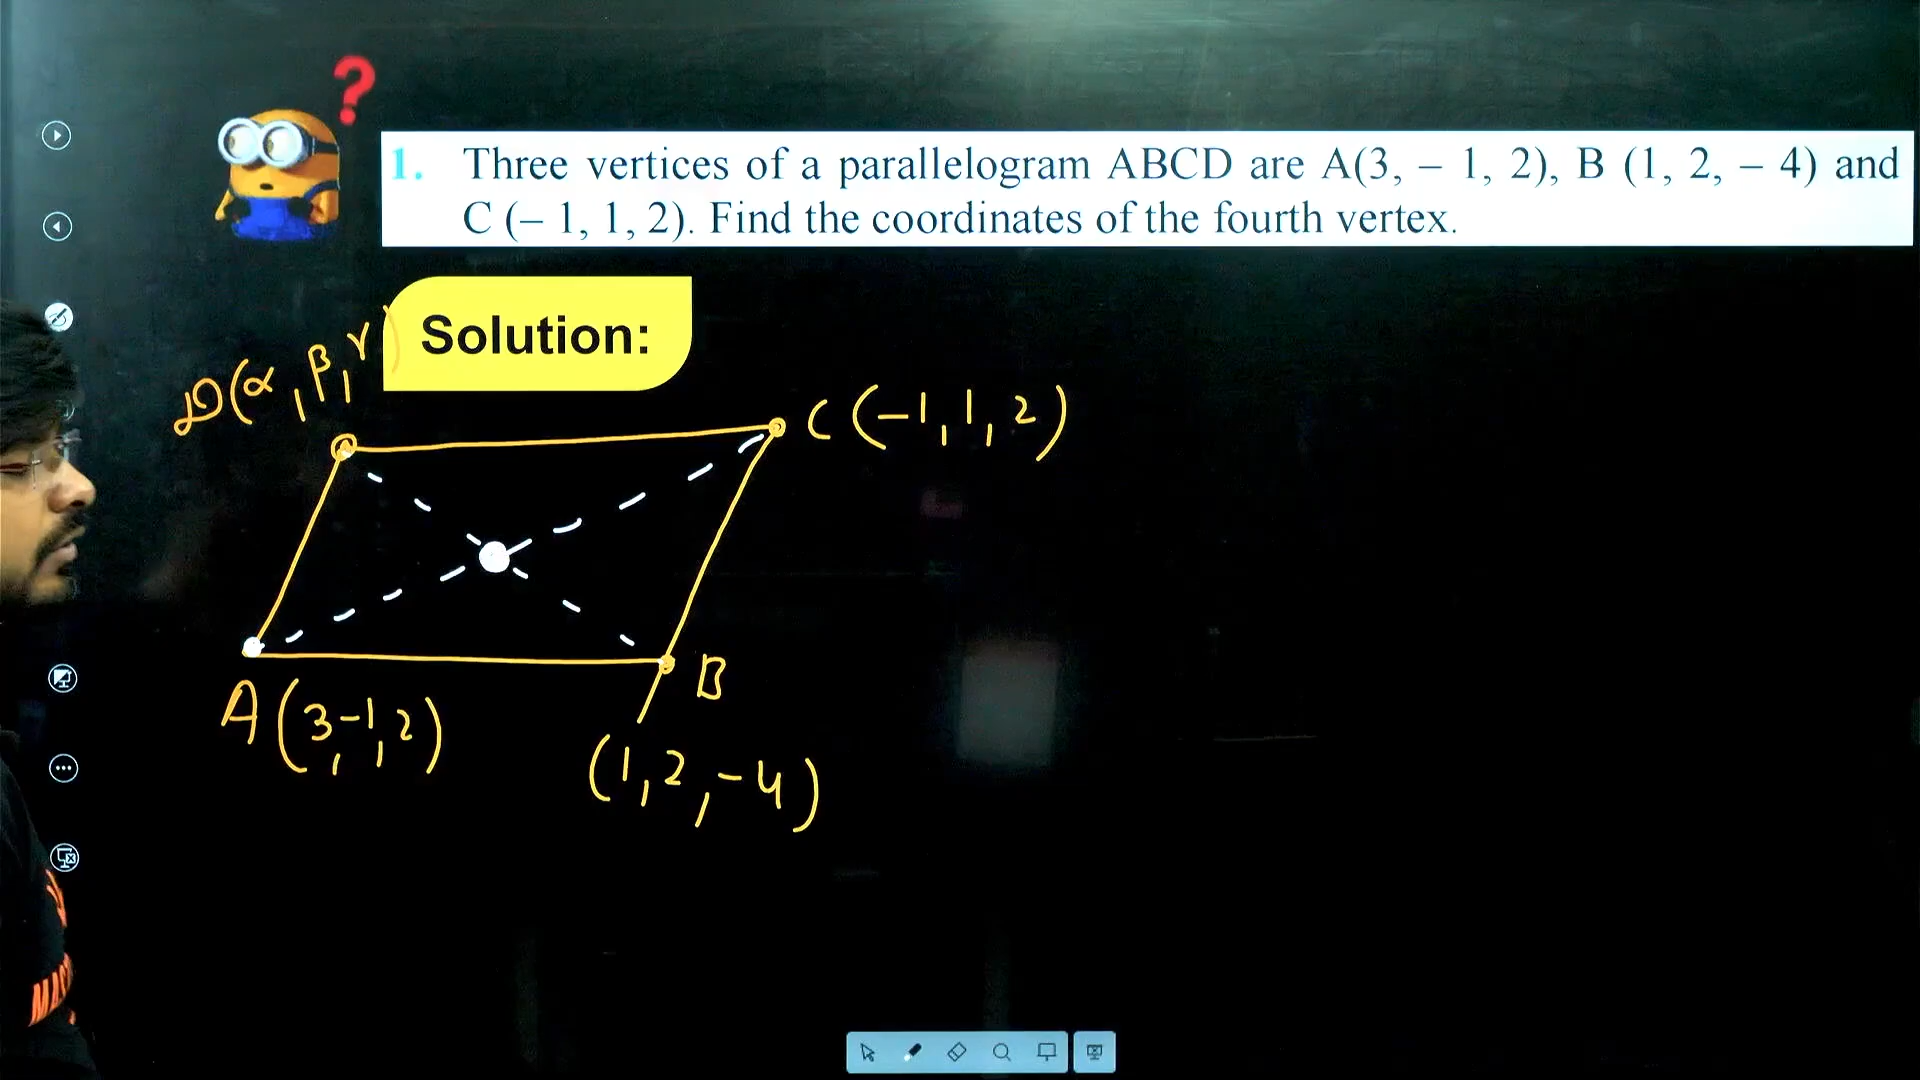 ?
1. Three vertices of a parallelogram ABCD are A(3, – 1, 2), B (1, 2, – 4) and
C (– 1, 1, 2). Find the coordinates of the fourth vertex.
Solution:
D(α, β, γ)
C (-1, 1, 2)
A(3, -1, 2)
B
(1, 2, -4)